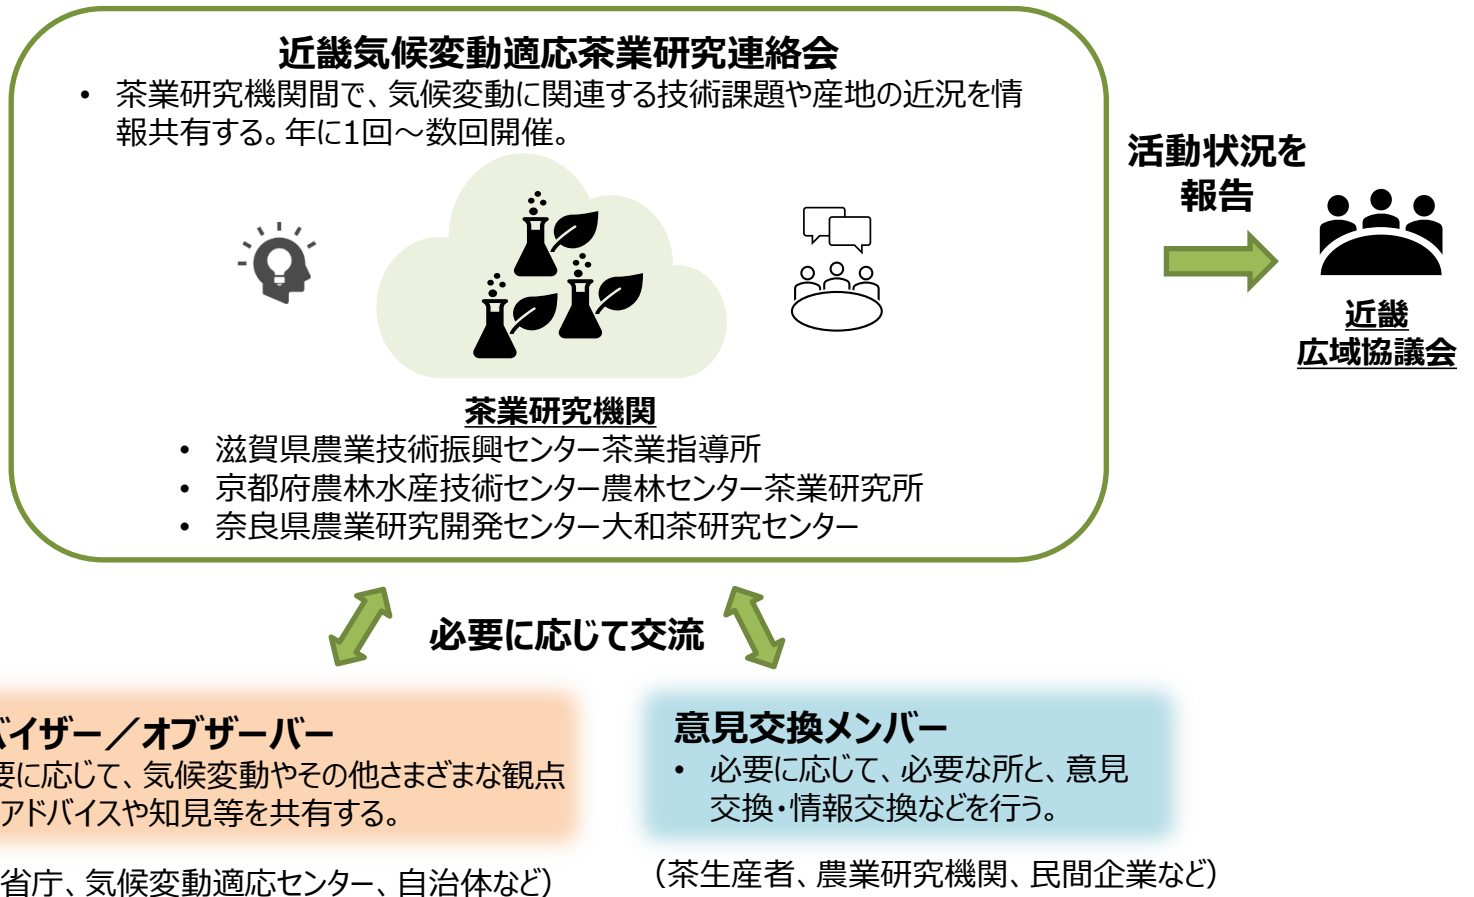 近畿気候変動適応茶業研究連絡会
• 茶業研究機関間で、気候変動に関連する技術課題や産地の近況を情
報共有する。年に1回～数回開催。
活動状況を
報告
近畿
広域協議会
茶業研究機関
• 滋賀県農業技術振興センター茶業指導所
• 京都府農林水産技術センター農林センター茶業研究所
• 奈良県農業研究開発センター大和茶研究センター
必要に応じて交流
バイザー／オブザーバー
要に応じて、気候変動やその他さまざまな観点
アドバイスや知見等を共有する。
省庁、気候変動適応センター、自治体など）
意見交換メンバー
• 必要に応じて、必要な所と、意見
交換・情報交換などを行う。
（茶生産者、農業研究機関、民間企業など）